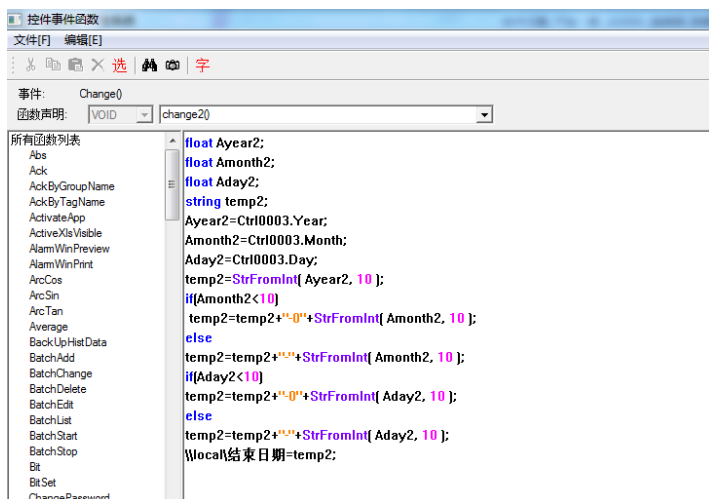 控件事件函数
文件[F] 编辑[E]
选 字
事件: Change()
函数声明: VOID change2()
所有函数列表
Abs
Ack
AckByGroupName
AckByTagName
ActivateApp
ActiveXIsVisible
AlarmWinPreview
AlarmWinPrint
ArcCos
ArcSin
ArcTan
Average
BackUpHistData
BatchAdd
BatchChange
BatchDelete
BatchEdit
BatchList
BatchStart
BatchStop
Bit
BitSet
ChangePassword
float Ayear2;
float Amonth2;
float Aday2;
string temp2;
Ayear2=Ctrl0003.Year;
Amonth2=Ctrl0003.Month;
Aday2=Ctrl0003.Day;
temp2=StrFromInt( Ayear2, 10 );
if(Amonth2<10)
temp2=temp2+"-0"+StrFromInt( Amonth2, 10 );
else
temp2=temp2+"-"+StrFromInt( Amonth2, 10 );
if(Aday2<10)
temp2=temp2+"-0"+StrFromInt( Aday2, 10 );
else
temp2=temp2+"-"+StrFromInt( Aday2, 10 );
\\local\结束日期=temp2;